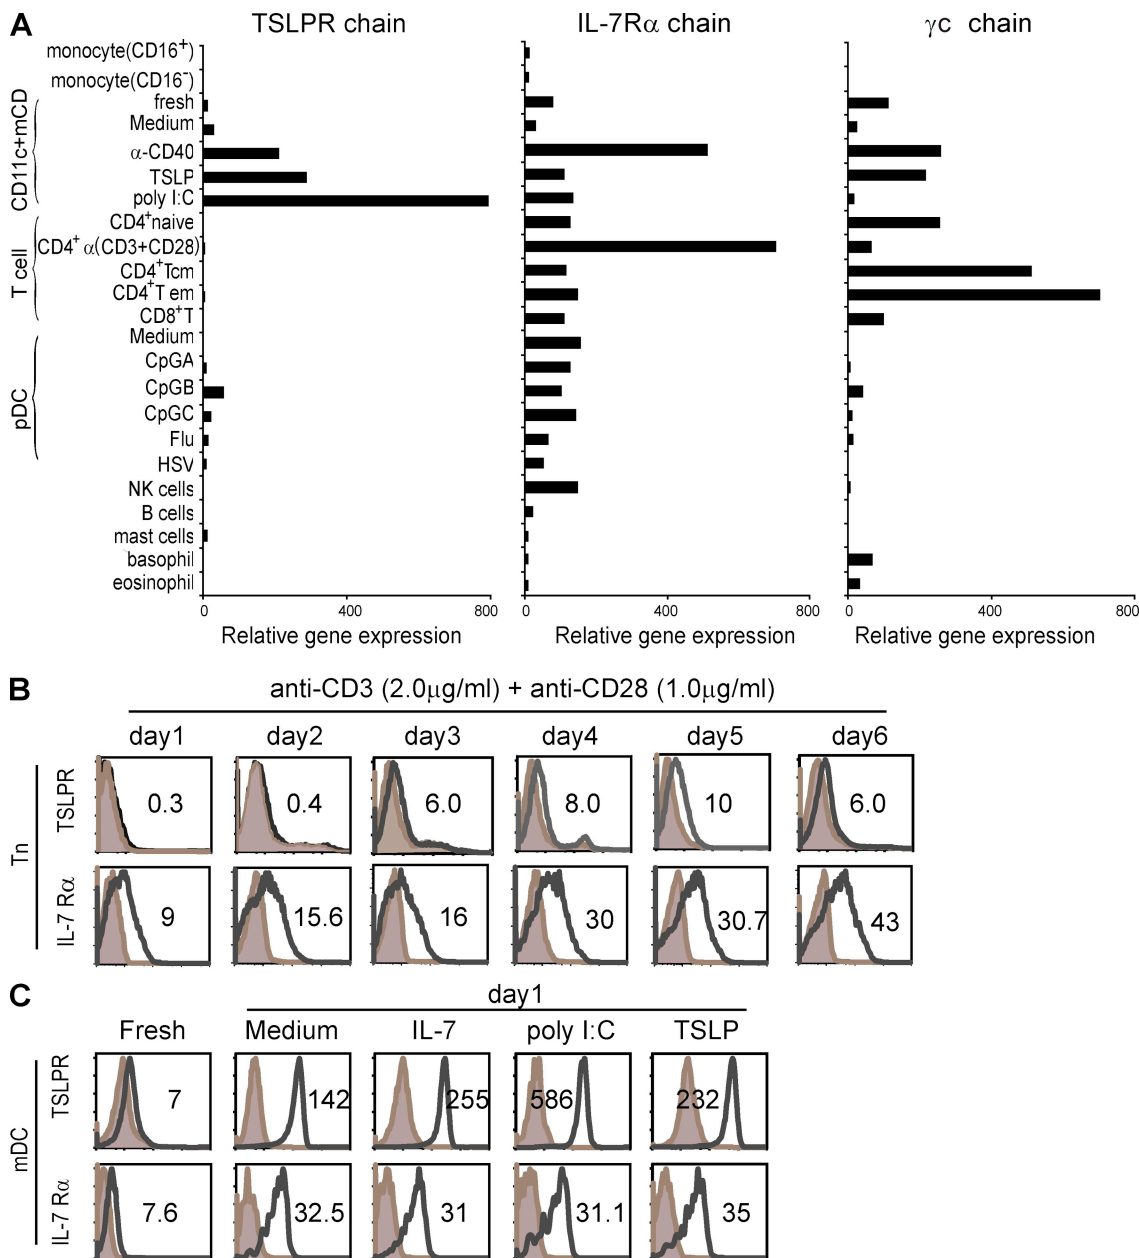 A
TSLPR chain
IL-7Rα chain
γc chain
monocyte(CD16+)
monocyte(CD16-)
CD11c+mCD
fresh
Medium
α-CD40
TSLP
poly I:C
T cell
CD4+naive
CD4+ α(CD3+CD28)
CD4+Tcm
CD4+T em
CD8+T
pDC
Medium
CpGA
CpGB
CpGC
Flu
HSV
NK cells
B cells
mast cells
basophil
eosinophil
0 400 800
0 400 800
0 400 800
Relative gene expression
Relative gene expression
Relative gene expression
B
anti-CD3 (2.0μg/ml) + anti-CD28 (1.0μg/ml)
day1 day2 day3 day4 day5 day6
Tn
TSLPR
0.3 0.4 6.0 8.0 10 6.0
IL-7 Rα
9 15.6 16 30 30.7 43
C
day1
Fresh Medium IL-7 poly I:C TSLP
mDC
TSLPR
7 142 255 586 232
IL-7 Rα
7.6 32.5 31 31.1 35